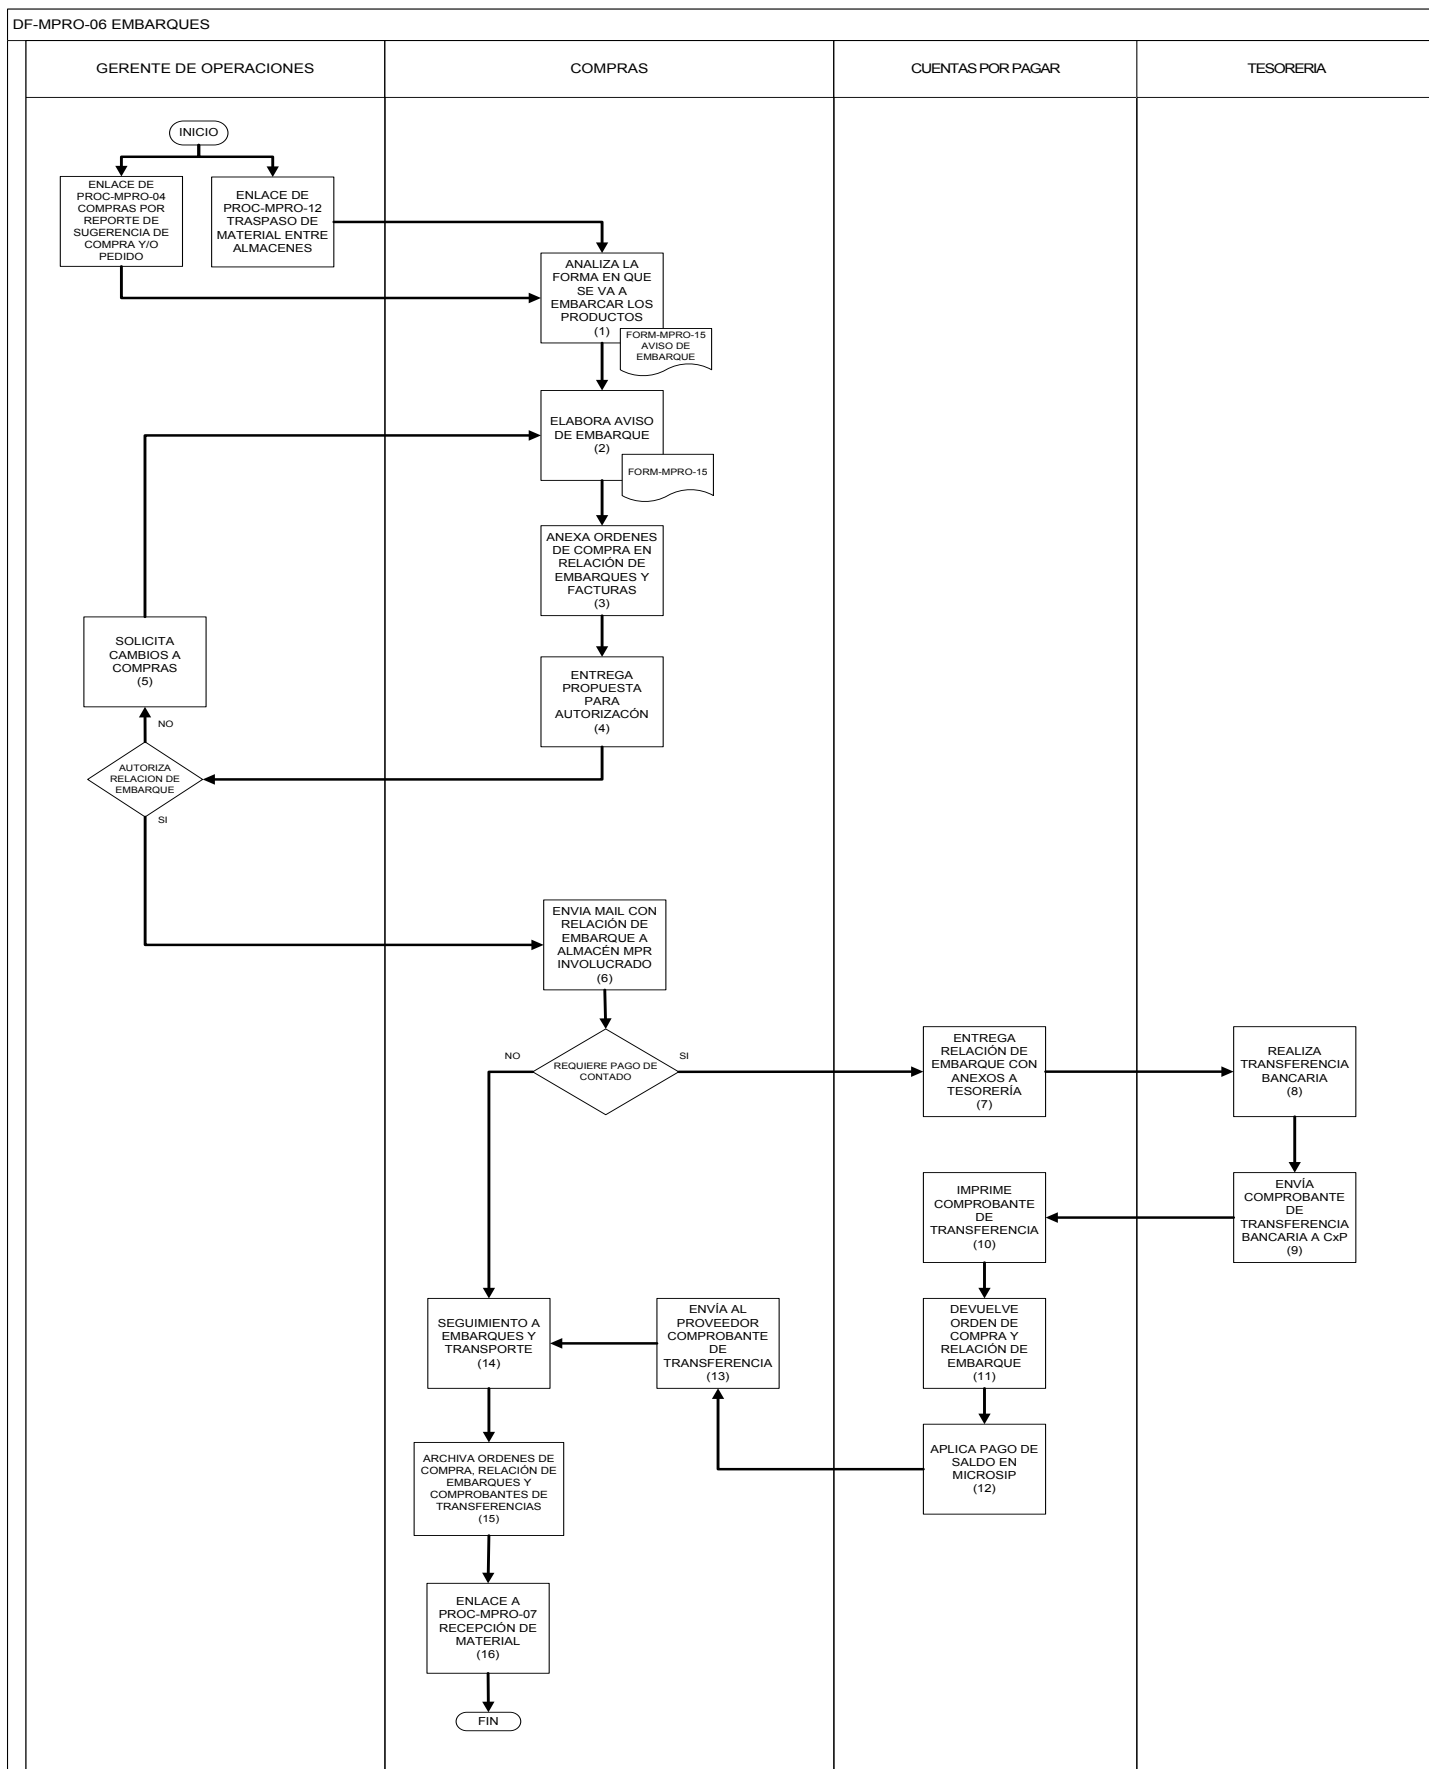 DF-MPRO-06 EMBARQUES
GERENTE DE OPERACIONES
COMPRAS
CUENTAS POR PAGAR
TESORERIA
INICIO
ENLACE DE
PROC-MPRO-04
COMPRAS POR
REPORTE DE
SUGERENCIA DE
COMPRA Y/O
PEDIDO
ENLACE DE
PROC-MPRO-12
TRASPASO DE
MATERIAL ENTRE
ALMACENES
ANALIZA LA
FORMA EN QUE
SE VA A
EMBARCAR LOS
PRODUCTOS
(1)
FORM-MPRO-15
AVISO DE
EMBARQUE
ELABORA AVISO
DE EMBARQUE
(2)
FORM-MPRO-15
ANEXA ORDENES
DE COMPRA EN
RELACIÓN DE
EMBARQUES Y
FACTURAS
(3)
SOLICITA
CAMBIOS A
COMPRAS
(5)
ENTREGA
PROPUESTA
PARA
AUTORIZACÓN
(4)
NO
AUTORIZA
RELACION DE
EMBARQUE
SI
ENVIA MAIL CON
RELACIÓN DE
EMBARQUE A
ALMACÉN MPR
INVOLUCRADO
(6)
NO
REQUIERE PAGO DE
CONTADO
SI
ENTREGA
RELACIÓN DE
EMBARQUE CON
ANEXOS A
TESORERÍA
(7)
REALIZA
TRANSFERENCIA
BANCARIA
(8)
IMPRIME
COMPROBANTE
DE
TRANSFERENCIA
(10)
ENVÍA
COMPROBANTE
DE
TRANSFERENCIA
BANCARIA A CxP
(9)
SEGUIMIENTO A
EMBARQUES Y
TRANSPORTE
(14)
ENVÍA AL
PROVEEDOR
COMPROBANTE
DE
TRANSFERENCIA
(13)
DEVUELVE
ORDEN DE
COMPRA Y
RELACIÓN DE
EMBARQUE
(11)
ARCHIVA ORDENES DE
COMPRA, RELACIÓN DE
EMBARQUES Y
COMPROBANTES DE
TRANSFERENCIAS
(15)
APLICA PAGO DE
SALDO EN
MICROSIP
(12)
ENLACE A
PROC-MPRO-07
RECEPCIÓN DE
MATERIAL
(16)
FIN